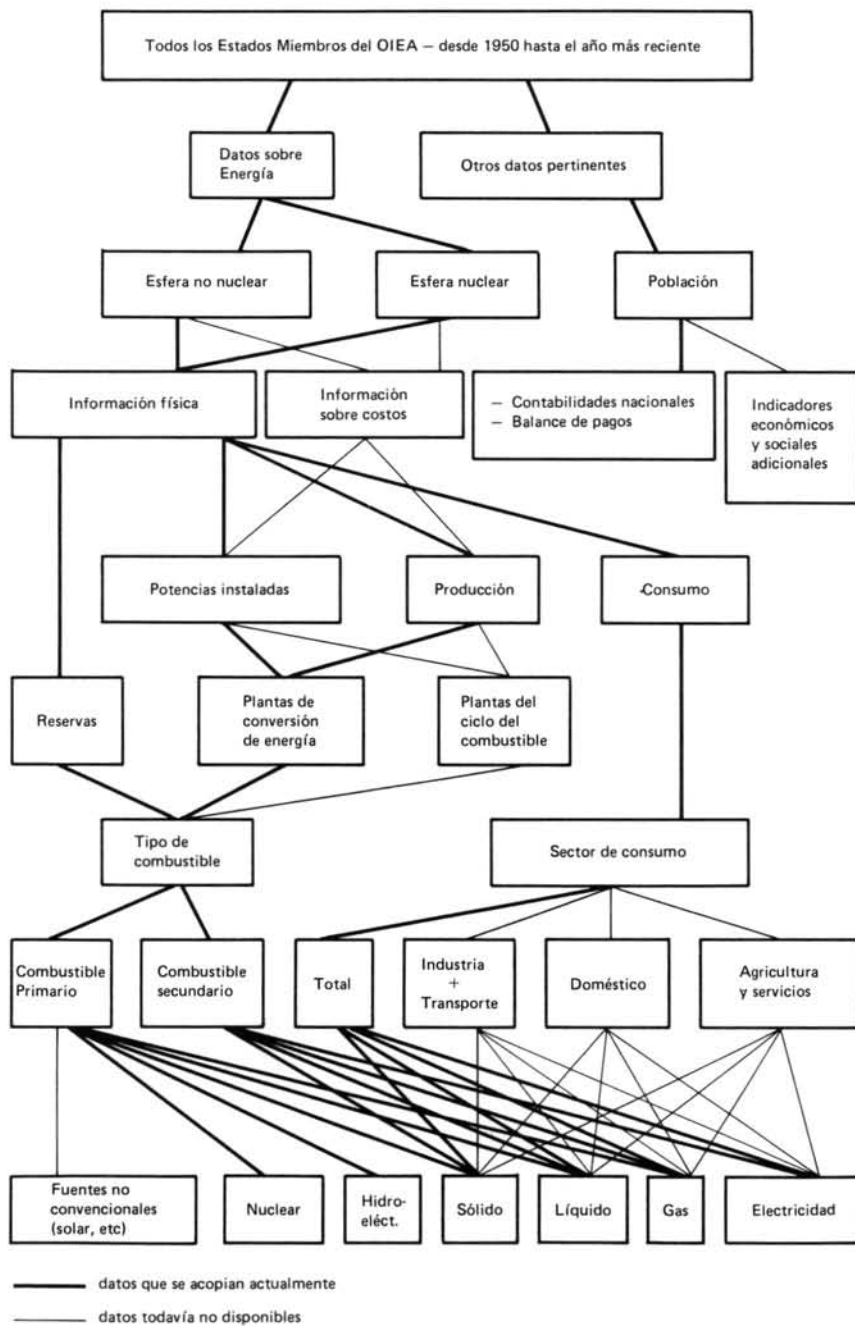 Todos los Estados Miembros del OIEA – desde 1950 hasta el año más reciente
Datos sobre
Energía
Otros datos pertinentes
Esfera no nuclear
Esfera nuclear
Población
Información física
Información
sobre costos
– Contabilidades nacionales
– Balance de pagos
Indicadores
económicos
y sociales
adicionales
Potencias instaladas
Producción
-Consumo
Reservas
Plantas de
conversión
de energía
Plantas del
ciclo del
combustible
Tipo de
combustible
Sector de consumo
Combustible
Primario
Combustible
secundario
Total
Industria
+
Transporte
Doméstico
Agricultura
y servicios
Fuentes no
convencionales
(solar, etc)
Nuclear
Hidro-
eléct.
Sólido
Líquido
Gas
Electricidad
datos que se acopian actualmente
datos todavía no disponibles